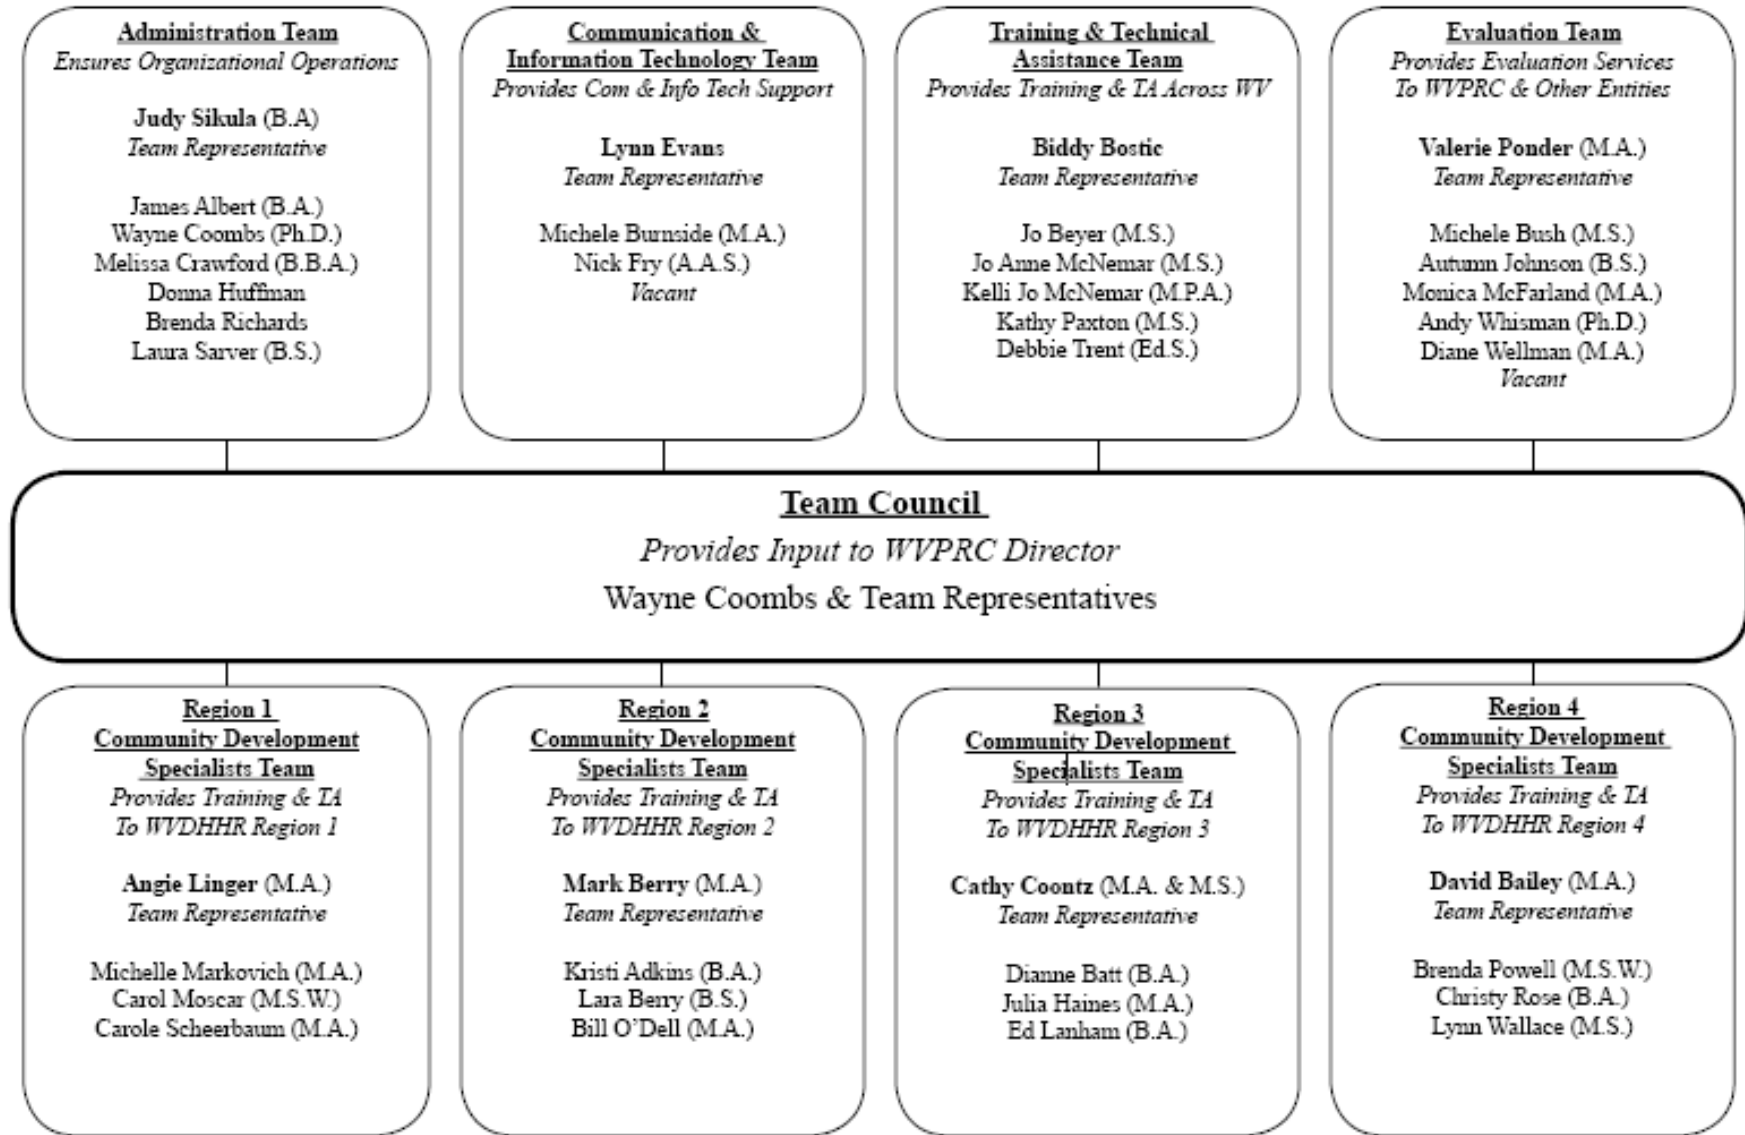 Administration Team
Ensures Organizational Operations
Judy Sikula (B.A)
Team Representative
James Albert (B.A.)
Wayne Coombs (Ph.D.)
Melissa Crawford (B.B.A.)
Donna Huffman
Brenda Richards
Laura Sarver (B.S.)
Communication &
Information Technology Team
Provides Com & Info Tech Support
Lynn Evans
Team Representative
Michele Burnside (M.A.)
Nick Fry (A.A.S.)
Vacant
Training & Technical
Assistance Team
Provides Training & TA Across WV
Biddy Bostic
Team Representative
Jo Beyer (M.S.)
Jo Anne McNemar (M.S.)
Kelli Jo McNemar (M.P.A.)
Kathy Paxton (M.S.)
Debbie Trent (Ed.S.)
Evaluation Team
Provides Evaluation Services
To WVPRC & Other Entities
Valerie Ponder (M.A.)
Team Representative
Michele Bush (M.S.)
Autumn Johnson (B.S.)
Monica McFarland (M.A.)
Andy Whisman (Ph.D.)
Diane Wellman (M.A.)
Vacant
Team Council
Provides Input to WVPRC Director
Wayne Coombs & Team Representatives
Region 1
Community Development
Specialists Team
Provides Training & TA
To WVDHHR Region 1
Angie Linger (M.A.)
Team Representative
Michelle Markovich (M.A.)
Carol Moscar (M.S.W.)
Carole Scheerbaum (M.A.)
Region 2
Community Development
Specialists Team
Provides Training & TA
To WVDHHR Region 2
Mark Berry (M.A.)
Team Representative
Kristi Adkins (B.A.)
Lara Berry (B.S.)
Bill O’Dell (M.A.)
Region 3
Community Development
Specialists Team
Provides Training & TA
To WVDHHR Region 3
Cathy Coontz (M.A. & M.S.)
Team Representative
Dianne Batt (B.A.)
Julia Haines (M.A.)
Ed Lanham (B.A.)
Region 4
Community Development
Specialists Team
Provides Training & TA
To WVDHHR Region 4
David Bailey (M.A.)
Team Representative
Brenda Powell (M.S.W.)
Christy Rose (B.A.)
Lynn Wallace (M.S.)